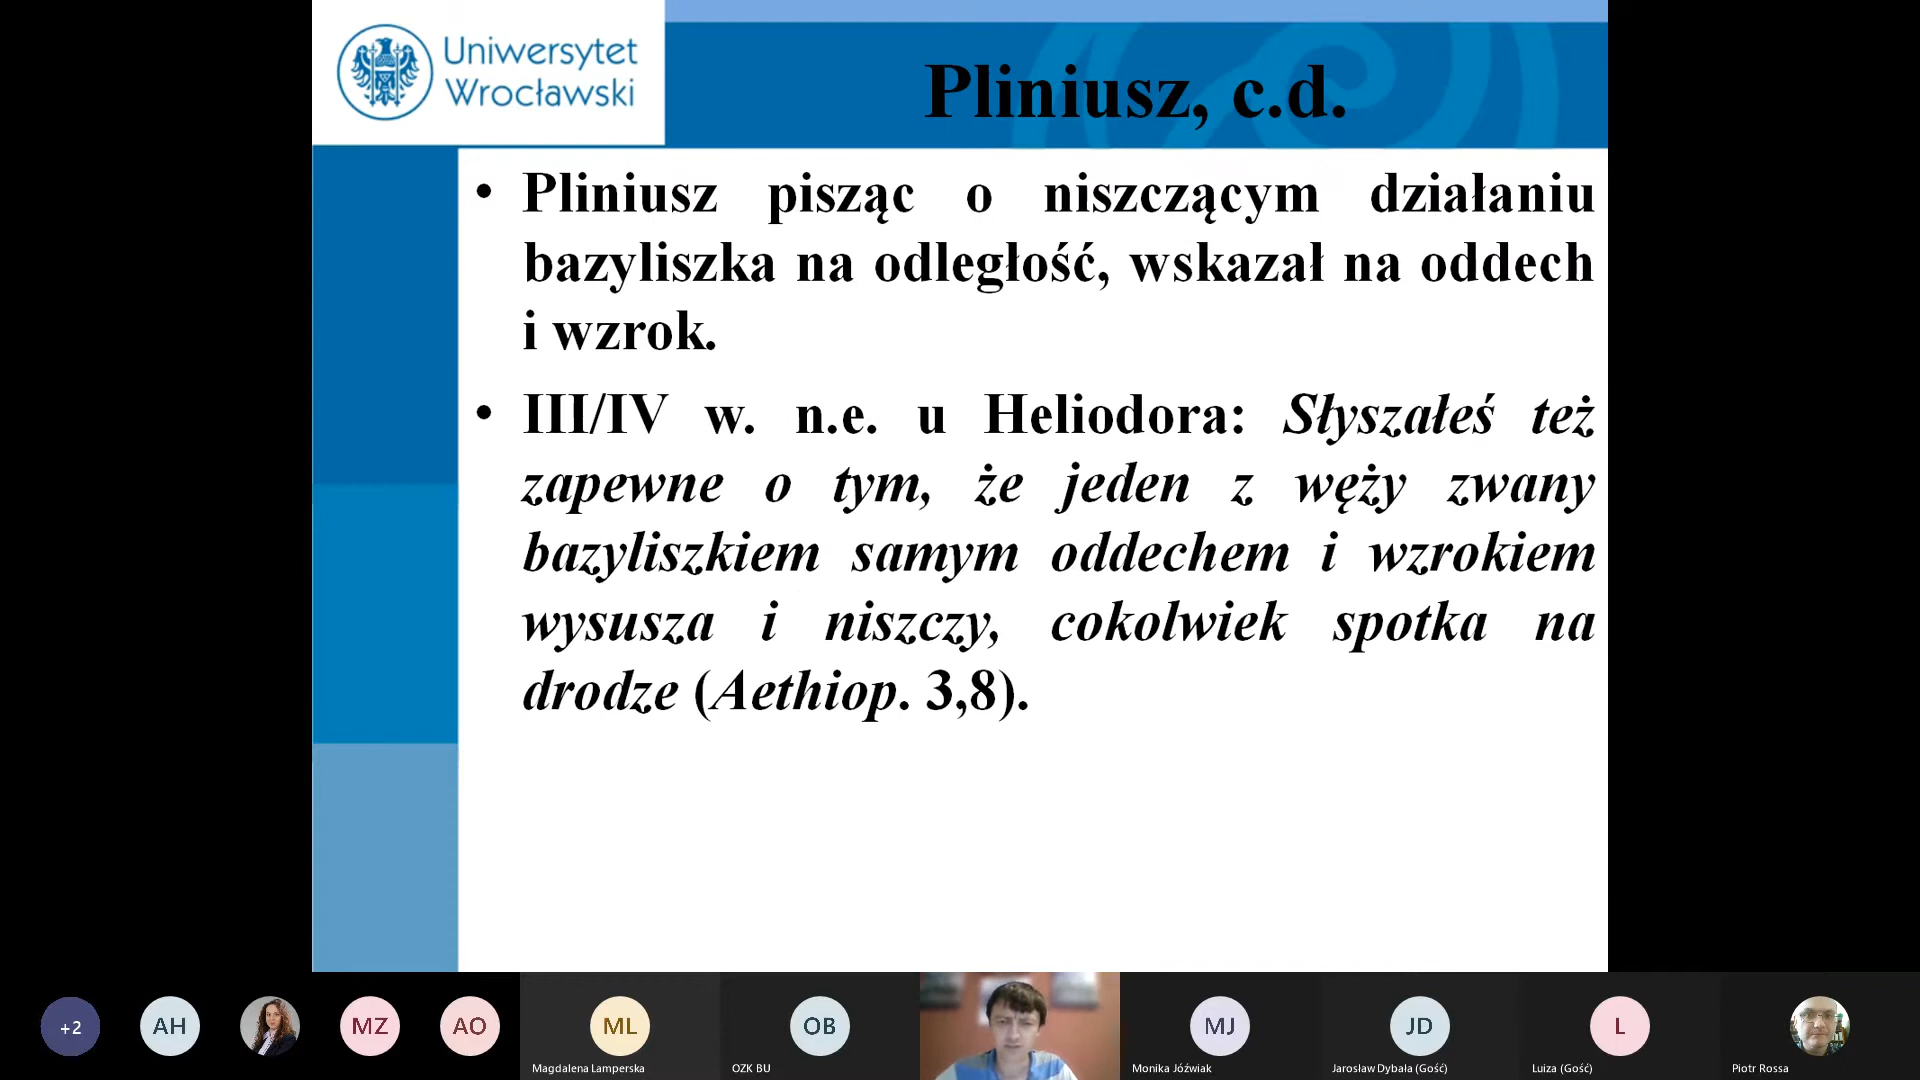 Uniwersytet
Wrocławski
Pliniusz, c.d.
• Pliniusz pisząc o niszczącym działaniu
bazyliszka na odległość, wskazał na oddech
i wzrok.
• III/IV w. n.e. u Heliodora: Słyszałeś też
zapewne o tym, że jeden z węży zwany
bazyliszkiem samym oddechem i wzrokiem
wysusza i niszczy, cokolwiek spotka na
drodze (Aethiop. 3,8).
+2 AH MZ AO ML OB MJ JD L
Magdalena Lamperska OZK BU Monika Jóźwiak Jarosław Dybała (Gość) Luiza (Gość) Piotr Rossa